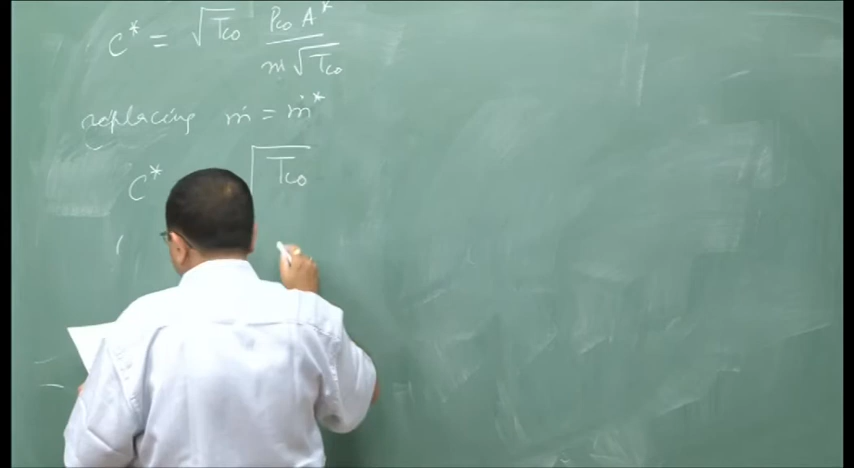 C* = √Tco Pco A* / ṁ √Tco
replacing ṁ = ṁ*
C* √Tco